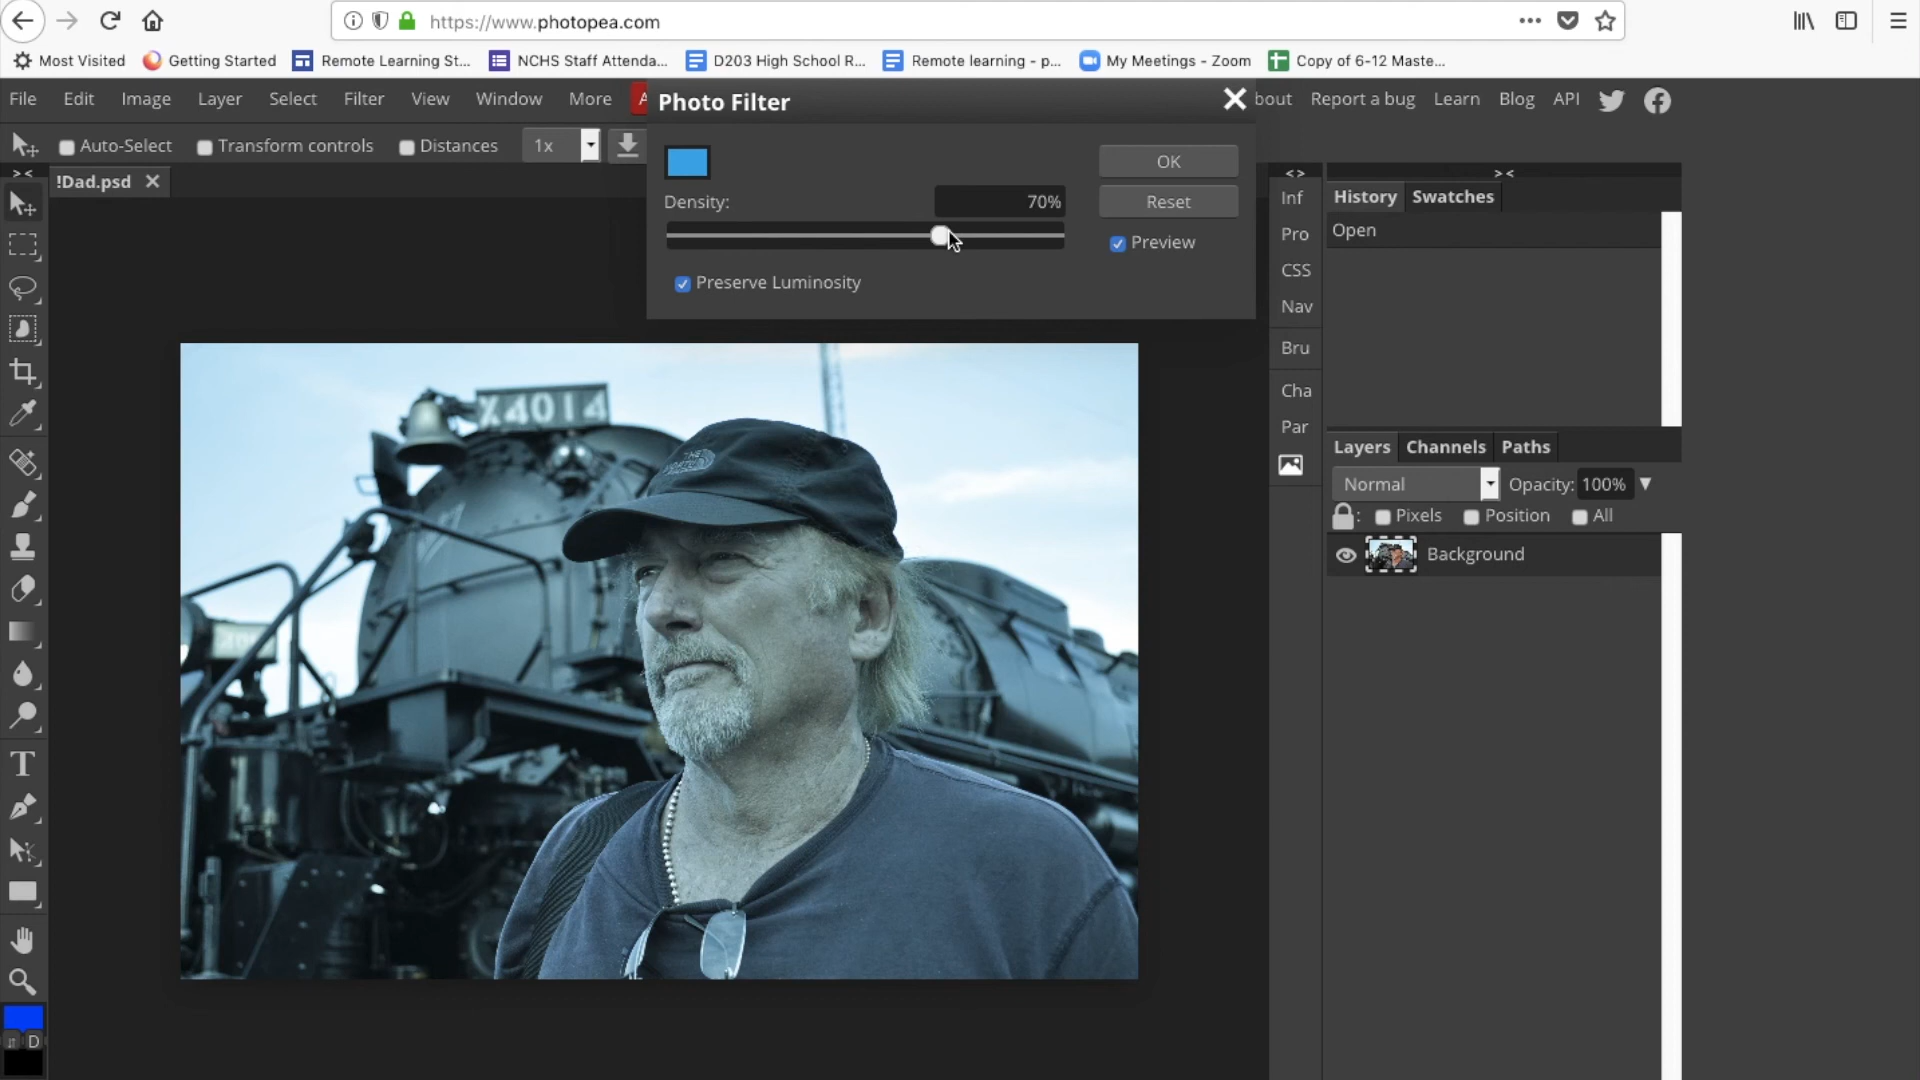 https://www.photopea.com
Most Visited Getting Started Remote Learning St... NCHS Staff Attenda... D203 High School R... Remote learning - p... My Meetings - Zoom Copy of 6-12 Maste...
File Edit Image Layer Select Filter View Window More A Photo Filter bout Report a bug Learn Blog API
Auto-Select Transform controls Distances 1x
OK
Density: 70% Reset
Preview
Preserve Luminosity
> < !Dad.psd
< > > <
Inf History Swatches
Pro Open
CSS
Nav
Bru
Cha
Par
Layers Channels Paths
Normal Opacity: 100%
: Pixels Position All
Background
X4014
THE
T
D